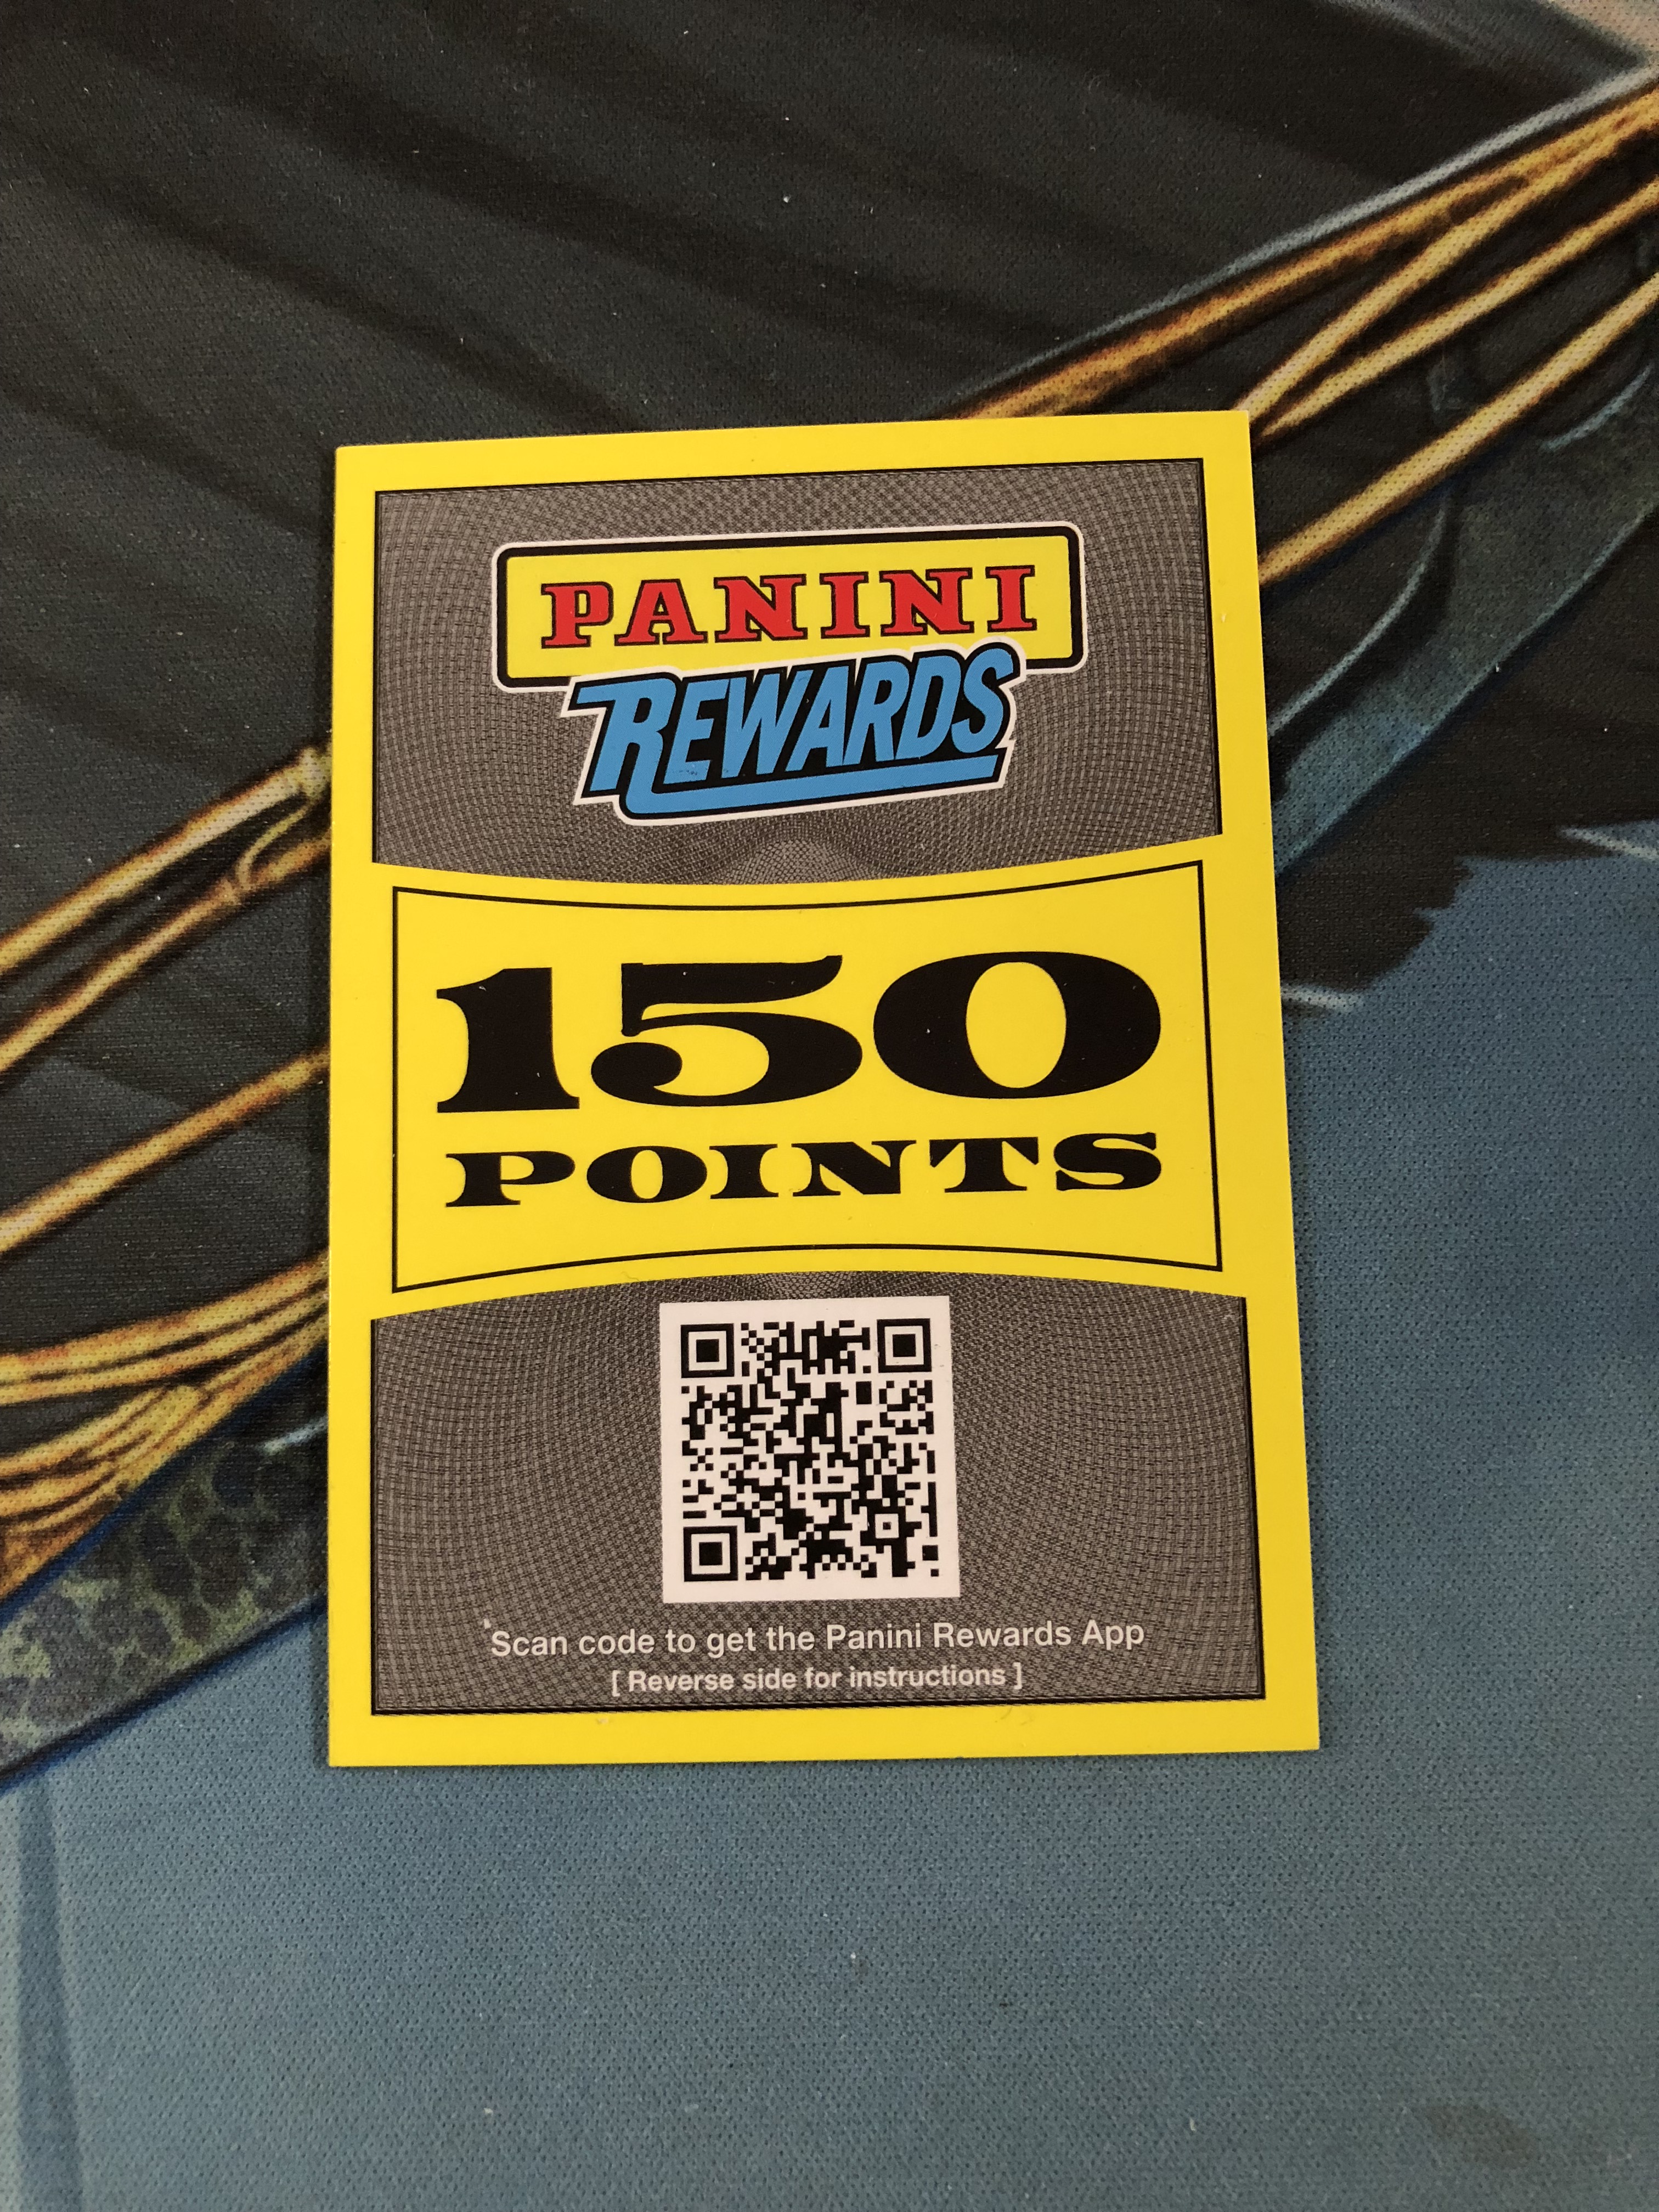 PANINI
REWARDS
150
POINTS
*Scan code to get the Panini Rewards App
[ Reverse side for instructions ]